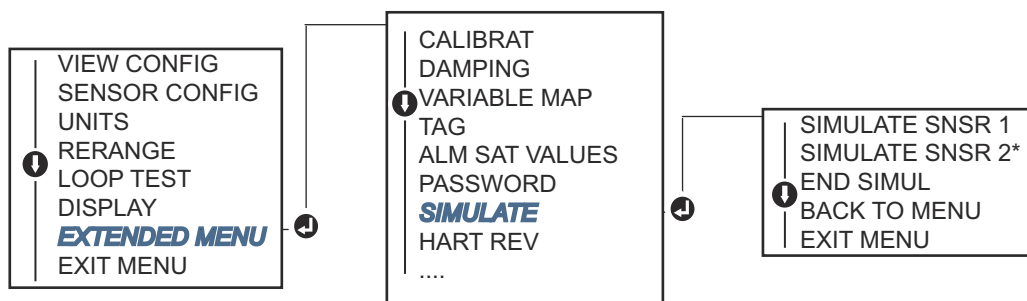 VIEW CONFIG
SENSOR CONFIG
UNITS
RERANGE
LOOP TEST
DISPLAY
EXTENDED MENU
EXIT MENU
CALIBRAT
DAMPING
VARIABLE MAP
TAG
ALM SAT VALUES
PASSWORD
SIMULATE
HART REV
....
SIMULATE SNSR 1
SIMULATE SNSR 2*
END SIMUL
BACK TO MENU
EXIT MENU